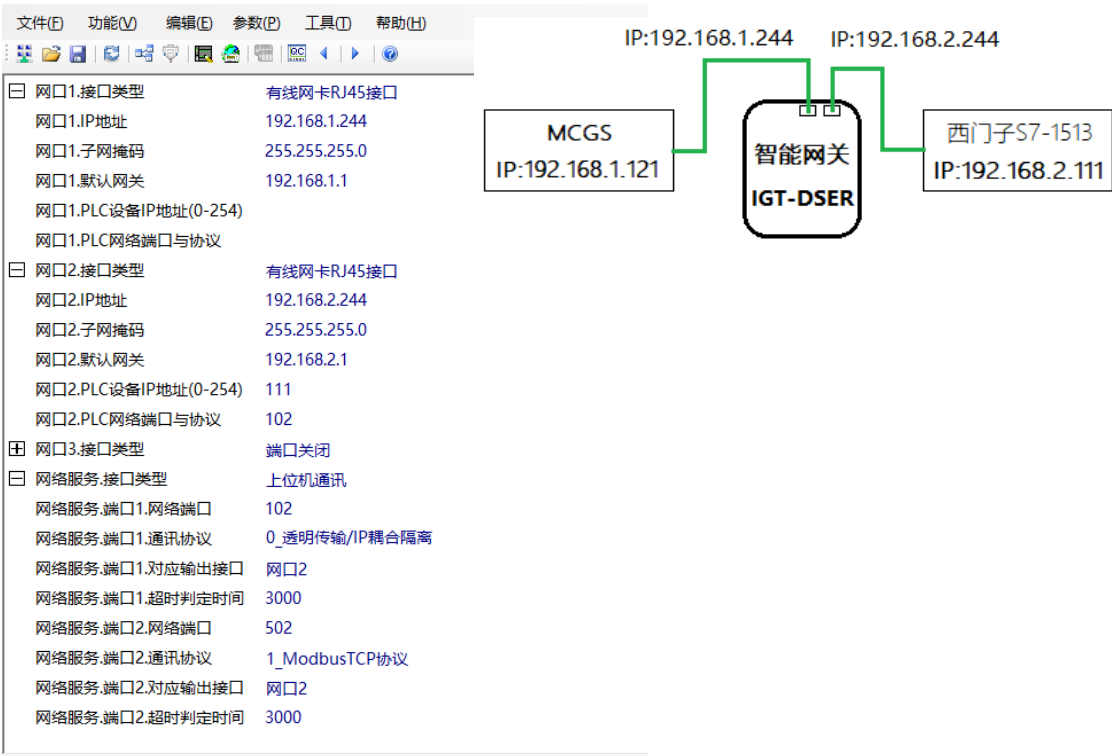 文件(F) 功能(V) 编辑(E) 参数(P) 工具(T) 帮助(H)
网口1.接口类型 有线网卡RJ45接口
网口1.IP地址 192.168.1.244
网口1.子网掩码 255.255.255.0
网口1.默认网关 192.168.1.1
网口1.PLC设备IP地址(0-254)
网口1.PLC网络端口与协议
网口2.接口类型 有线网卡RJ45接口
网口2.IP地址 192.168.2.244
网口2.子网掩码 255.255.255.0
网口2.默认网关 192.168.2.1
网口2.PLC设备IP地址(0-254) 111
网口2.PLC网络端口与协议 102
网口3.接口类型 端口关闭
网络服务.接口类型 上位机通讯
网络服务.端口1.网络端口 102
网络服务.端口1.通讯协议 0_透明传输/IP耦合隔离
网络服务.端口1.对应输出接口 网口2
网络服务.端口1.超时判定时间 3000
网络服务.端口2.网络端口 502
网络服务.端口2.通讯协议 1_ModbusTCP协议
网络服务.端口2.对应输出接口 网口2
网络服务.端口2.超时判定时间 3000
IP:192.168.1.244 IP:192.168.2.244
MCGS
IP:192.168.1.121
智能网关
IGT-DSER
西门子S7-1513
IP:192.168.2.111